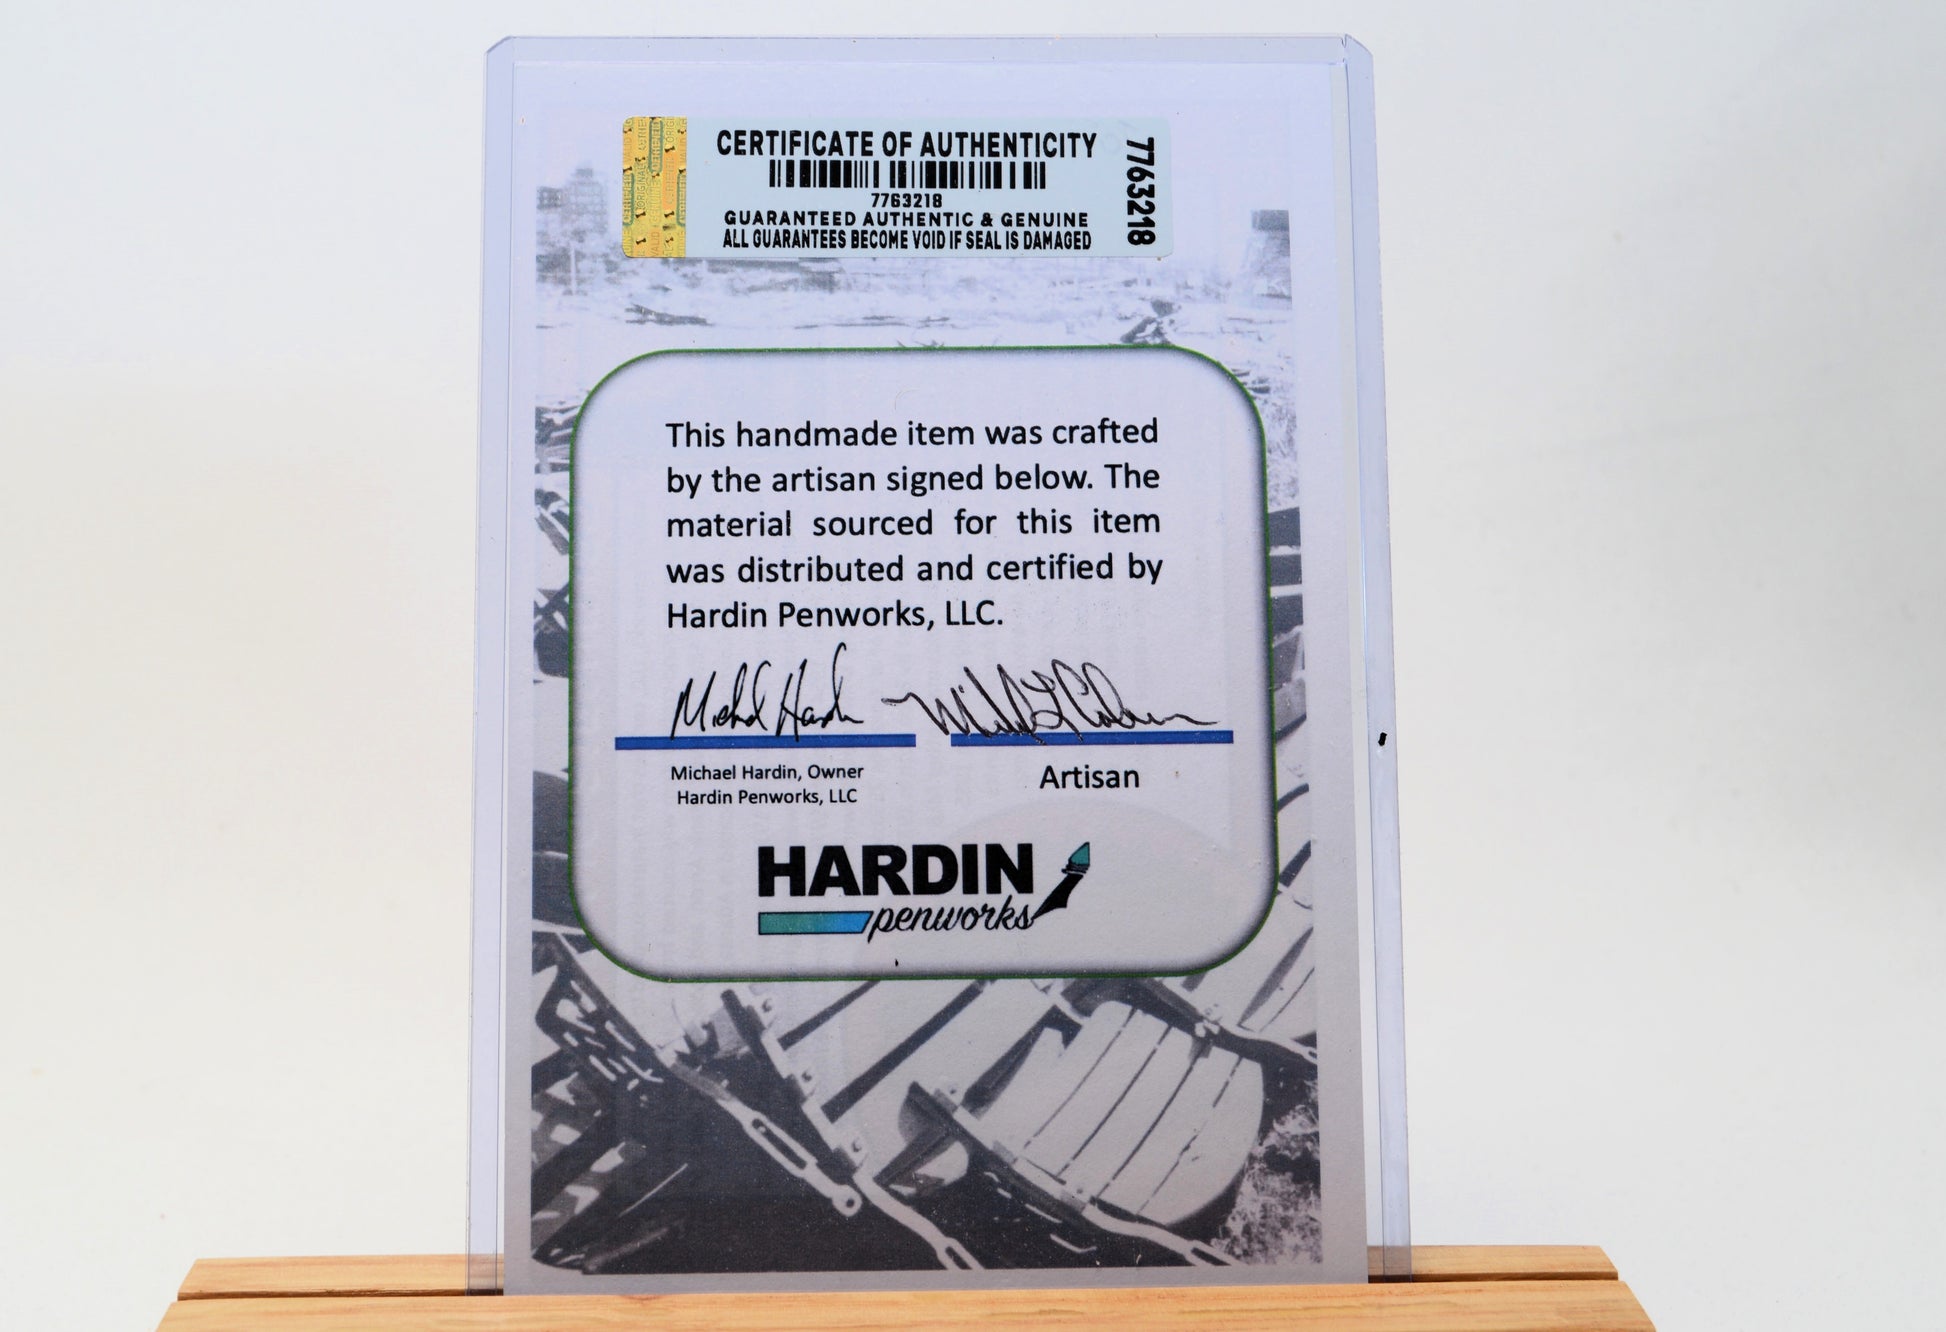 CERTIFICATE OF AUTHENTICITY
7763218
7763218
GUARANTEED AUTHENTIC & GENUINE
ALL GUARANTEES BECOME VOID IF SEAL IS DAMAGED
This handmade item was crafted
by the artisan signed below. The
material sourced for this item
was distributed and certified by
Hardin Penworks, LLC.
Michael Hardin, Owner
Hardin Penworks, LLC
Artisan
HARDIN
penworks